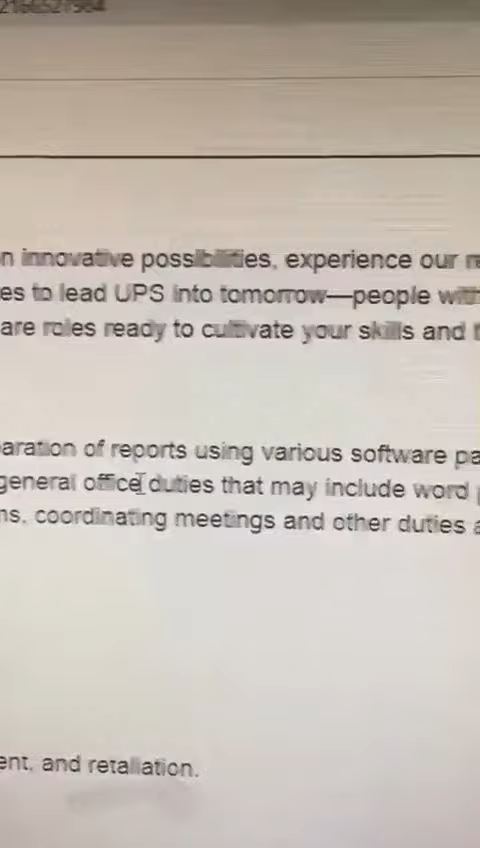 n innovative possibilities, experience our
es to lead UPS into tomorrow—people with
are roles ready to cultivate your skills and
aration of reports using various software pa
general office duties that may include word
ns, coordinating meetings and other duties a
ent, and retaliation.